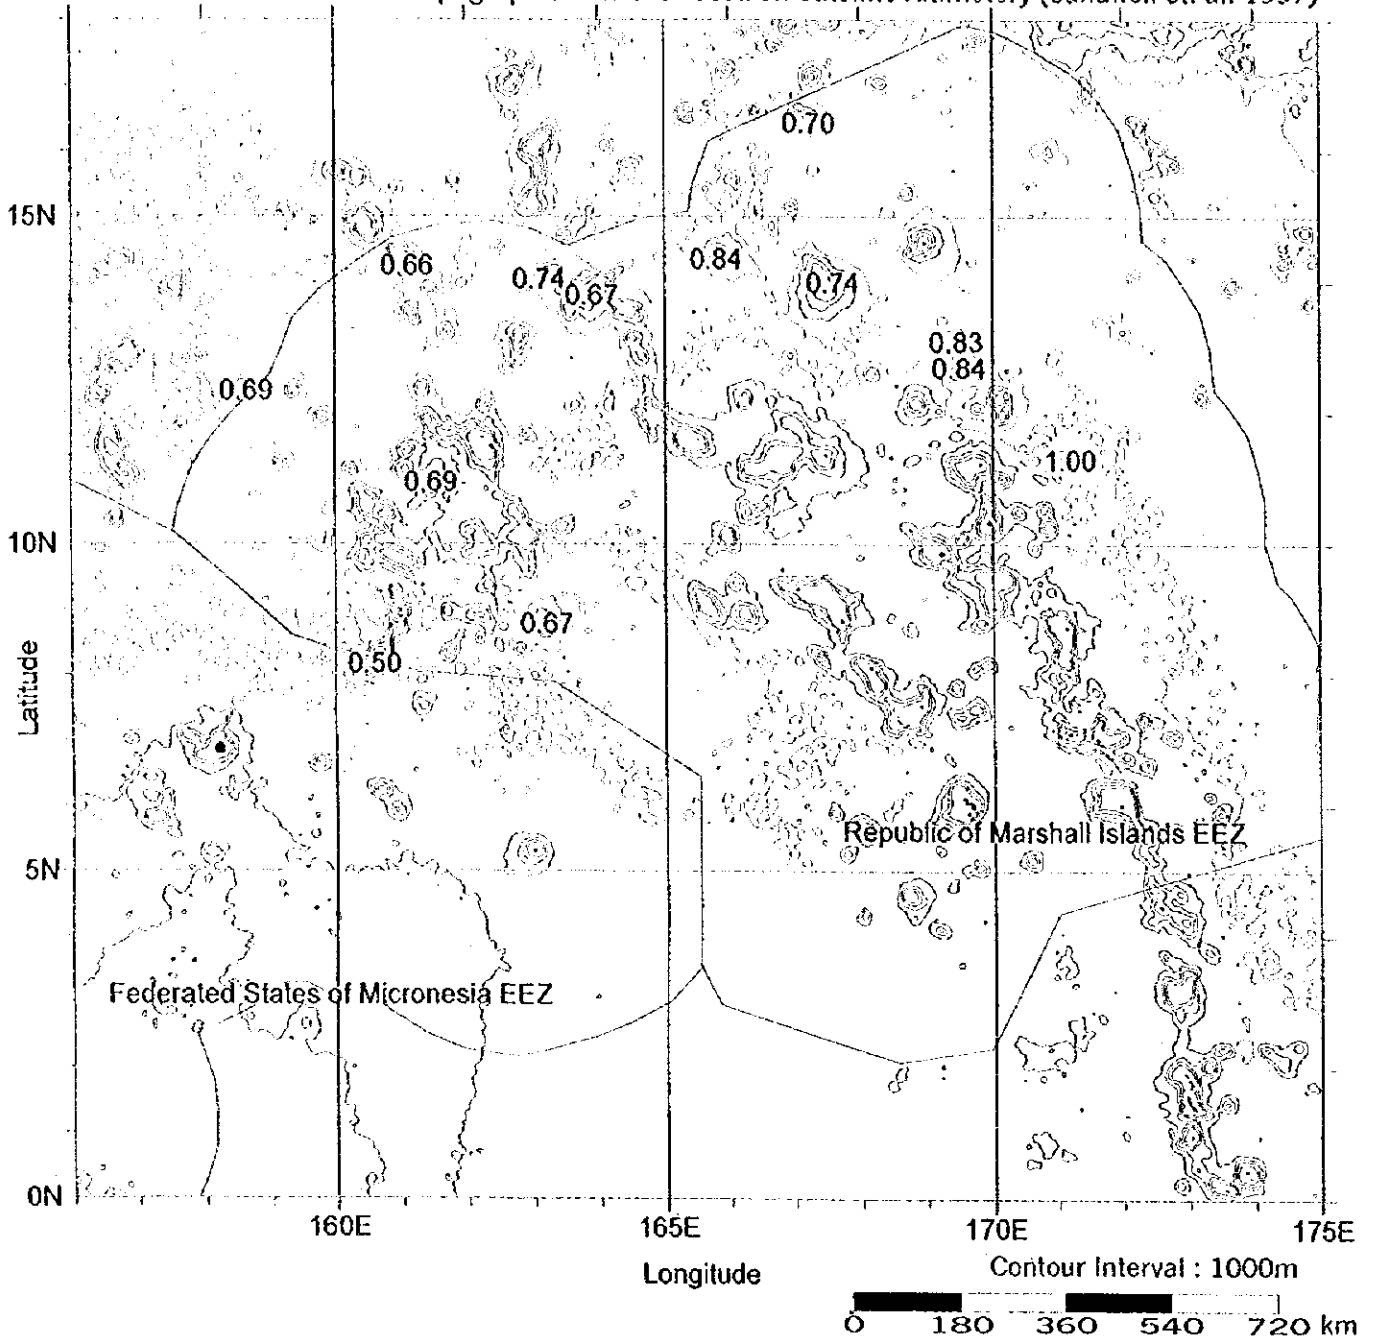 0.70
15N
0.66
0.74
0.67
0.84
0.74
0.83
0.84
0.69
1.00
0.69
10N
0.67
0.50
Latitude
Republic of Marshall Islands EEZ
5N
Federated States of Micronesia EEZ
0N
160E 165E 170E 175E
Longitude
Contour Interval : 1000m
0 180 360 540 720 km